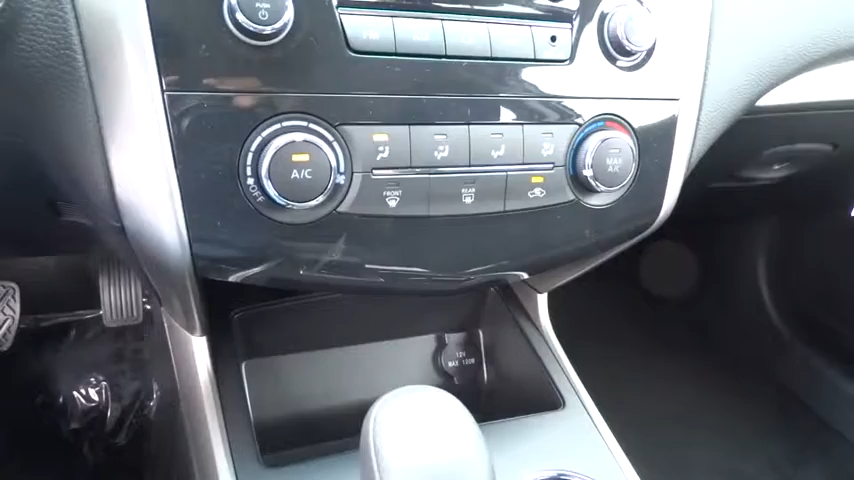 PUSH
A/C
OFF
FRONT
REAR
MAX
A/C
12V
MAX 120W